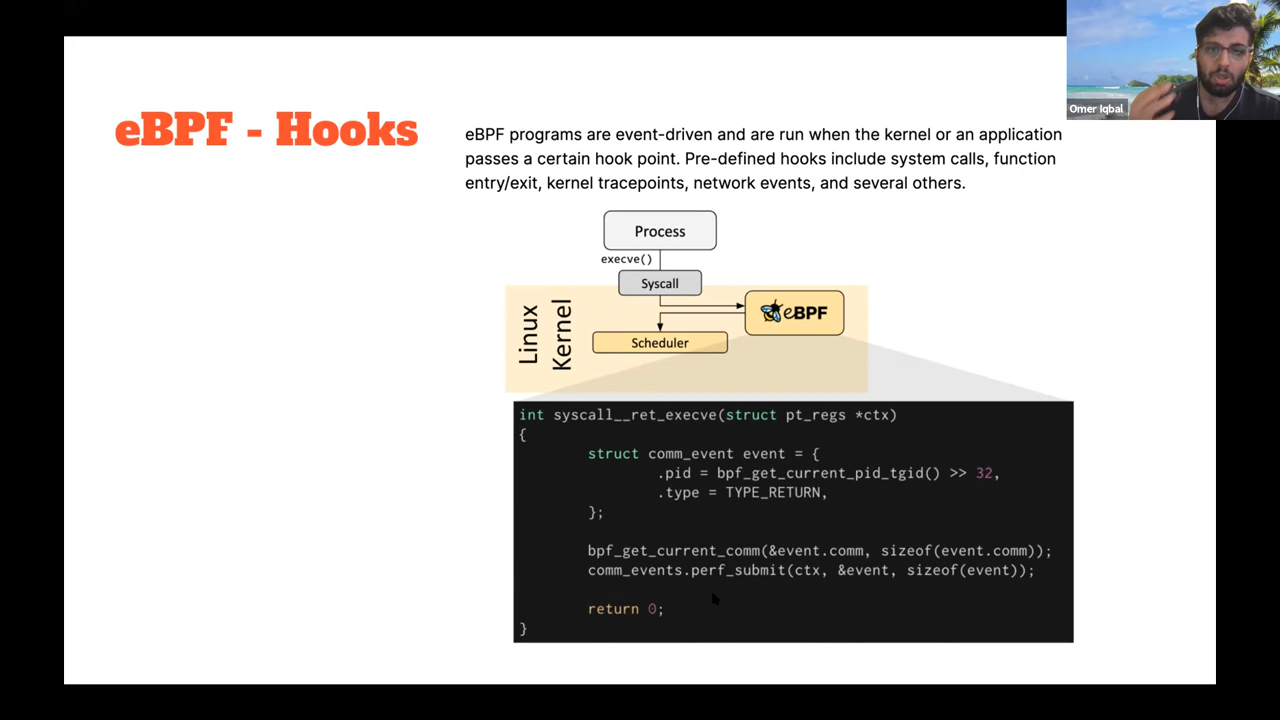 Omer Iqbal
eBPF - Hooks
eBPF programs are event-driven and are run when the kernel or an application
passes a certain hook point. Pre-defined hooks include system calls, function
entry/exit, kernel tracepoints, network events, and several others.
Process
execve()
Syscall
Linux
Kernel
eBPF
Scheduler
int syscall__ret_execve(struct pt_regs *ctx)
{
struct comm_event event = {
.pid = bpf_get_current_pid_tgid() >> 32,
.type = TYPE_RETURN,
};
bpf_get_current_comm(&event.comm, sizeof(event.comm));
comm_events.perf_submit(ctx, &event, sizeof(event));
return 0;
}